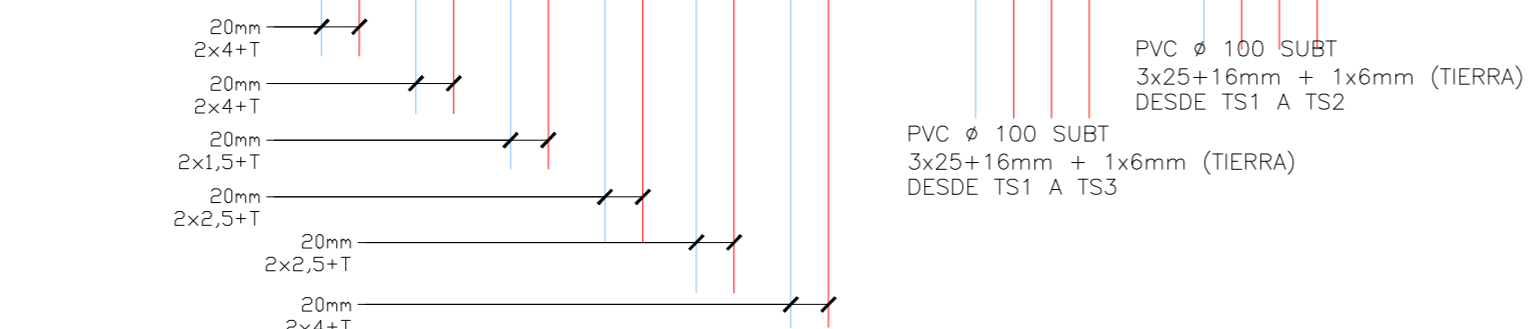 20mm
2x4+T
20mm
2x4+T
20mm
2x1,5+T
20mm
2x2,5+T
20mm
2x2,5+T
20mm
2x4+T
PVC ø 100 SUBT
3x25+16mm + 1x6mm (TIERRA)
DESDE TS1 A TS3
PVC ø 100 SUBT
3x25+16mm + 1x6mm (TIERRA)
DESDE TS1 A TS2